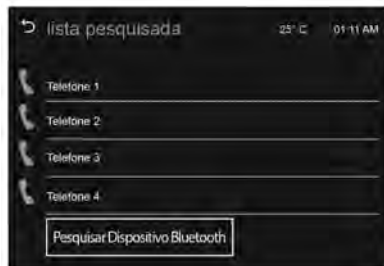 lista pesquisada 25° C 01:11 AM
Telefone 1
Telefone 2
Telefone 3
Telefone 4
Pesquisar Dispositivo Bluetooth